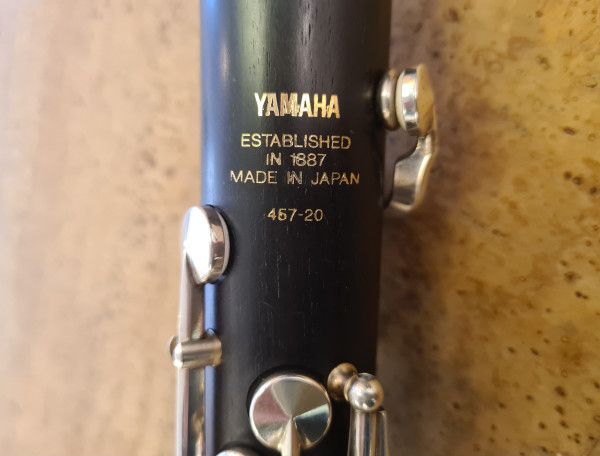 YAMAHA
ESTABLISHED
IN 1887
MADE IN JAPAN
457-20